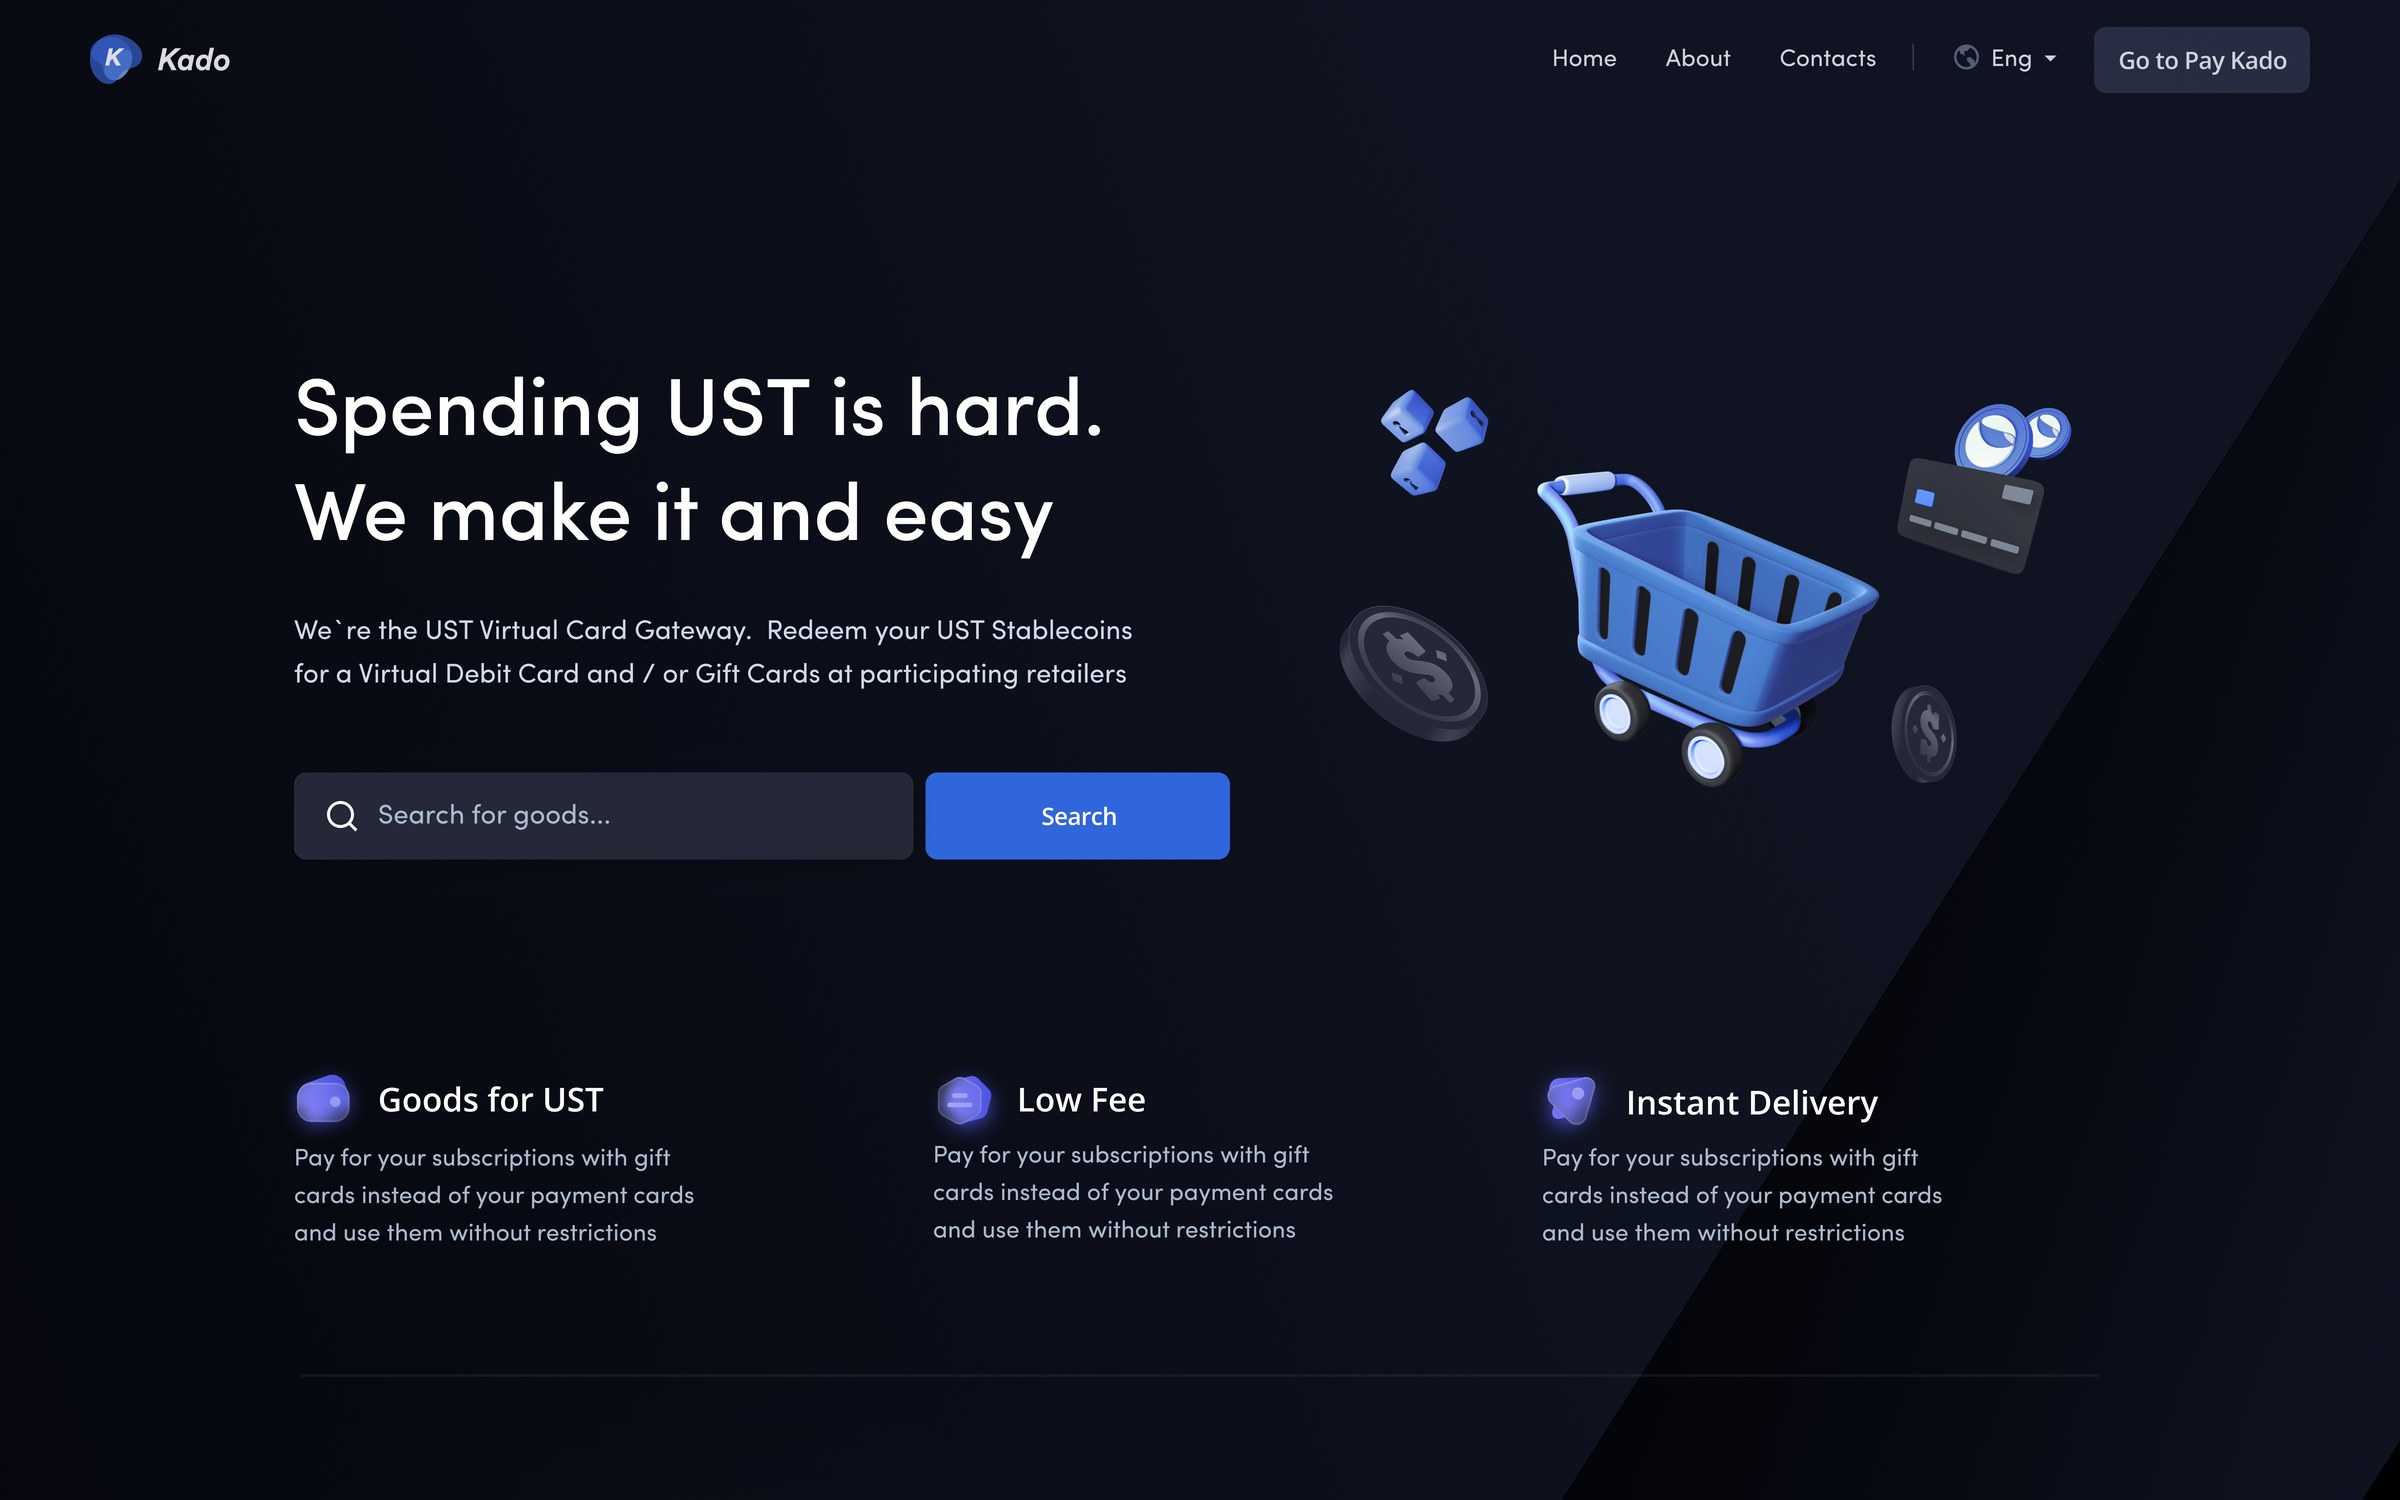 K Kado
Home About Contacts Eng Go to Pay Kado
Spending UST is hard.
We make it and easy
We`re the UST Virtual Card Gateway. Redeem your UST Stablecoins
for a Virtual Debit Card and / or Gift Cards at participating retailers
Search for goods...
Search
Goods for UST
Pay for your subscriptions with gift
cards instead of your payment cards
and use them without restrictions
Low Fee
Pay for your subscriptions with gift
cards instead of your payment cards
and use them without restrictions
Instant Delivery
Pay for your subscriptions with gift
cards instead of your payment cards
and use them without restrictions